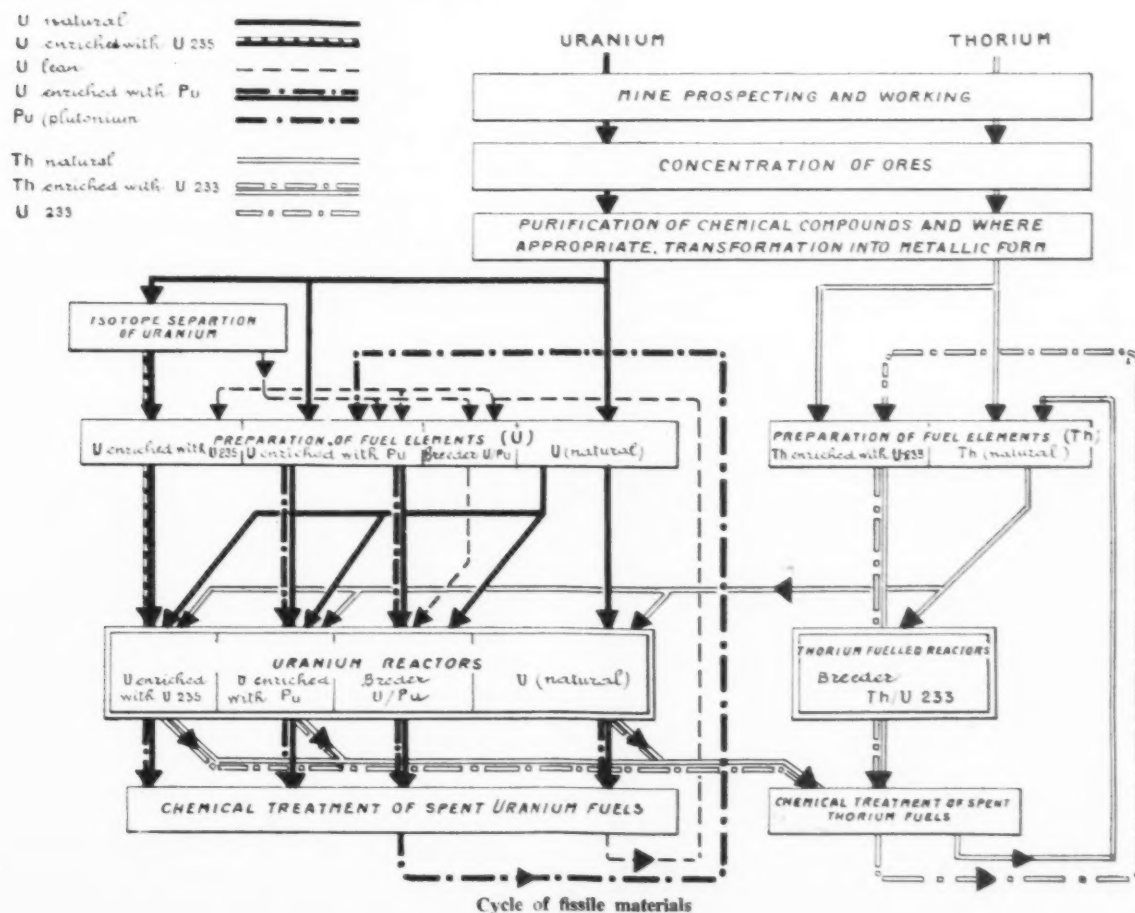 U natural
U enriched with U 235
U lean
U enriched with Pu
Pu (plutonium
Th natural
Th enriched with U 233
U 233
URANIUM
THORIUM
MINE PROSPECTING AND WORKING
CONCENTRATION OF ORES
PURIFICATION OF CHEMICAL COMPOUNDS AND WHERE
APPROPRIATE, TRANSFORMATION INTO METALLIC FORM
ISOTOPE SEPARTION
OF URANIUM
PREPARATION OF FUEL ELEMENTS (U)
U enriched with U 235
U enriched with Pu
Breeder U/Pu
U (natural)
PREPARATION OF FUEL ELEMENTS (Th)
Th enriched with U-233
Th (natural)
URANIUM REACTORS
U enriched
with U 235
U enriched
with Pu
Breeder
U/Pu
U (natural)
THORIUM FUELLED REACTORS
Breeder
Th/U 233
CHEMICAL TREATMENT OF SPENT URANIUM FUELS
CHEMICAL TREATMENT OF SPENT
THORIUM FUELS
Cycle of fissile materials